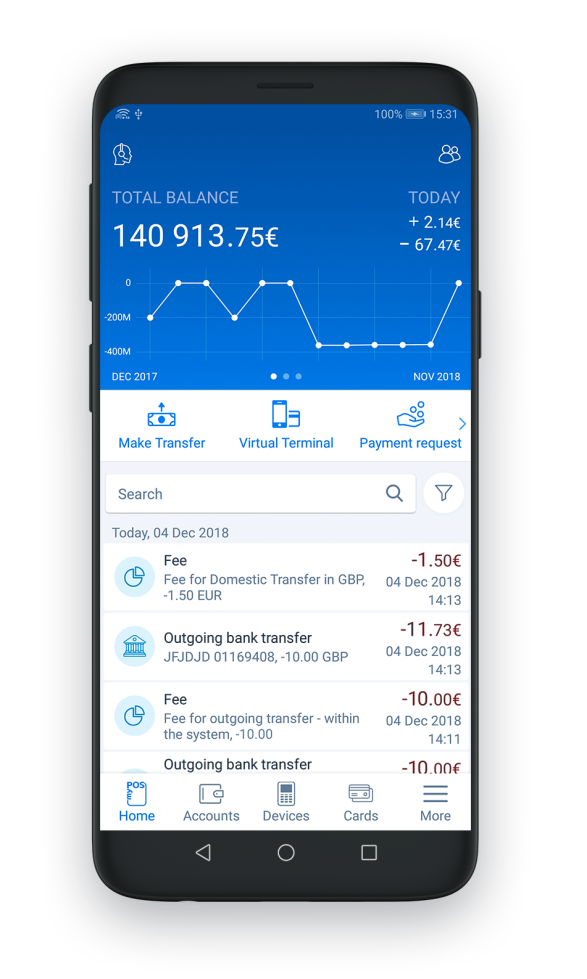 100% 15:31
TOTAL BALANCE TODAY
140 913.75€ + 2.14€
− 67.47€
0
-200M
-400M
DEC 2017 NOV 2018
Make Transfer Virtual Terminal Payment request
Search
Today, 04 Dec 2018
Fee -1.50€
Fee for Domestic Transfer in GBP, 04 Dec 2018
-1.50 EUR 14:13
Outgoing bank transfer -11.73€
JFJDJD 01169408, -10.00 GBP 04 Dec 2018
14:13
Fee -10.00€
Fee for outgoing transfer - within 04 Dec 2018
the system, -10.00 14:11
Outgoing bank transfer -10.00€
POS
Home Accounts Devices Cards More